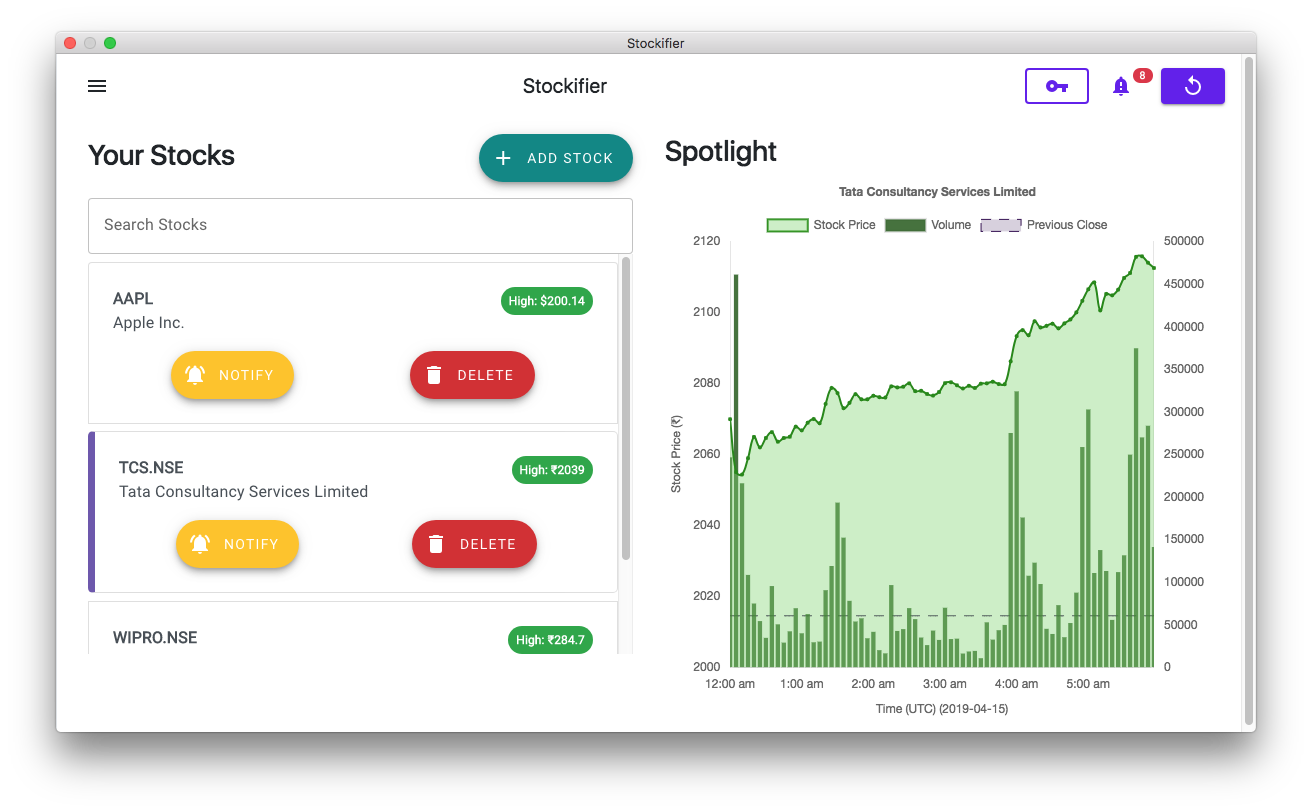 Stockifier
Stockifier
8
Your Stocks
ADD STOCK
Search Stocks
AAPL
High: $200.14
Apple Inc.
NOTIFY
DELETE
TCS.NSE
High: ₹2039
Tata Consultancy Services Limited
NOTIFY
DELETE
WIPRO.NSE
High: ₹284.7
Spotlight
Tata Consultancy Services Limited
Stock Price Volume Previous Close
2120
2100
2080
2060
2040
2020
2000
Stock Price (₹)
500000
450000
400000
350000
300000
250000
200000
150000
100000
50000
0
12:00 am 1:00 am 2:00 am 3:00 am 4:00 am 5:00 am
Time (UTC) (2019-04-15)